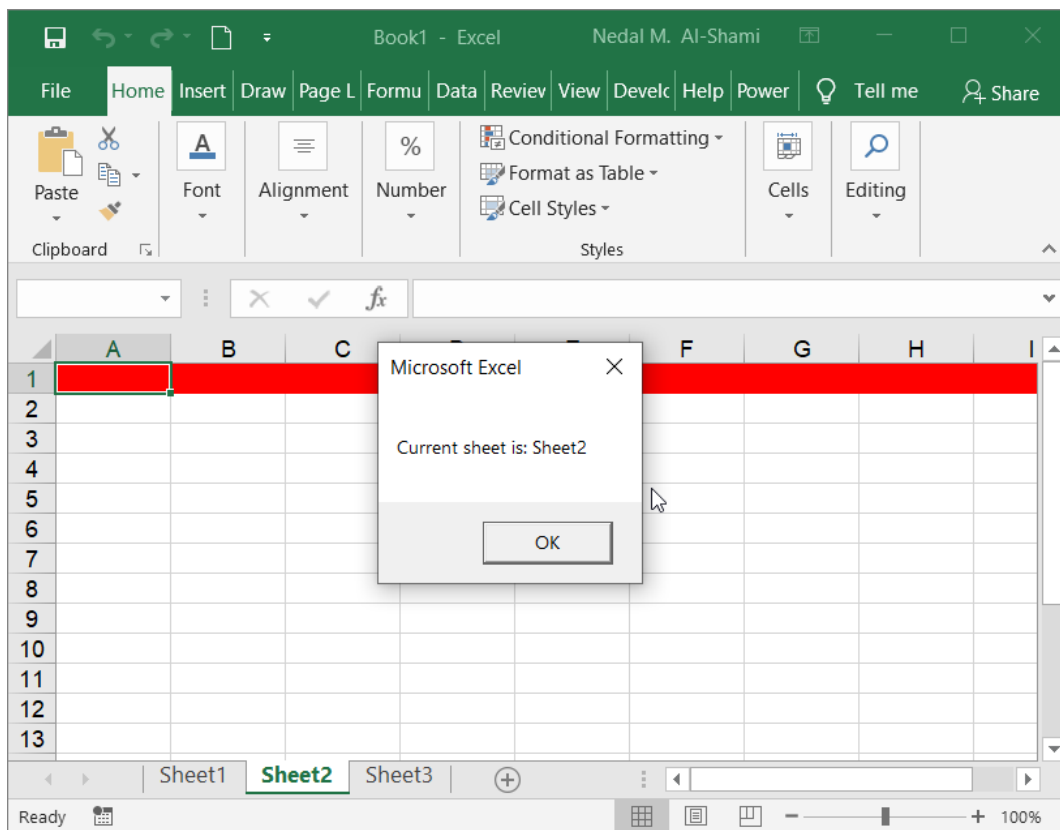 Book1 - Excel
Nedal M. Al-Shami
File Home Insert Draw Page L Formu Data Review View Develc Help Power Tell me Share
Paste
Clipboard
A
Font
Alignment
%
Number
Conditional Formatting
Format as Table
Cell Styles
Styles
Cells
Editing
fx
A B C F G H I
1
2
3
4
5
6
7
8
9
10
11
12
13
Microsoft Excel
Current sheet is: Sheet2
OK
Sheet1 Sheet2 Sheet3
Ready
100%